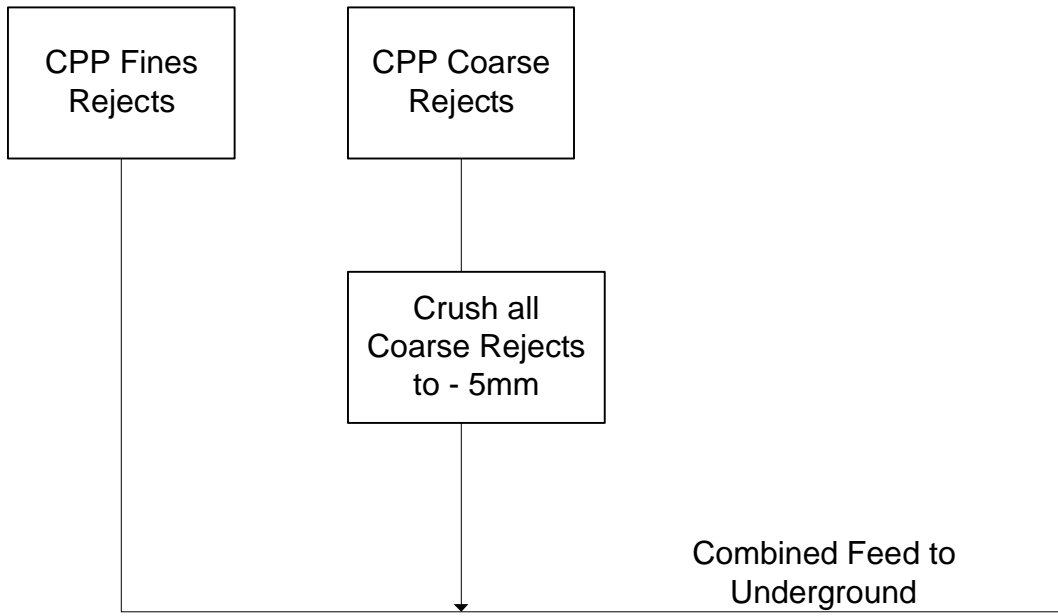 CPP Fines
Rejects
CPP Coarse
Rejects
Crush all
Coarse Rejects
to - 5mm
Combined Feed to
Underground